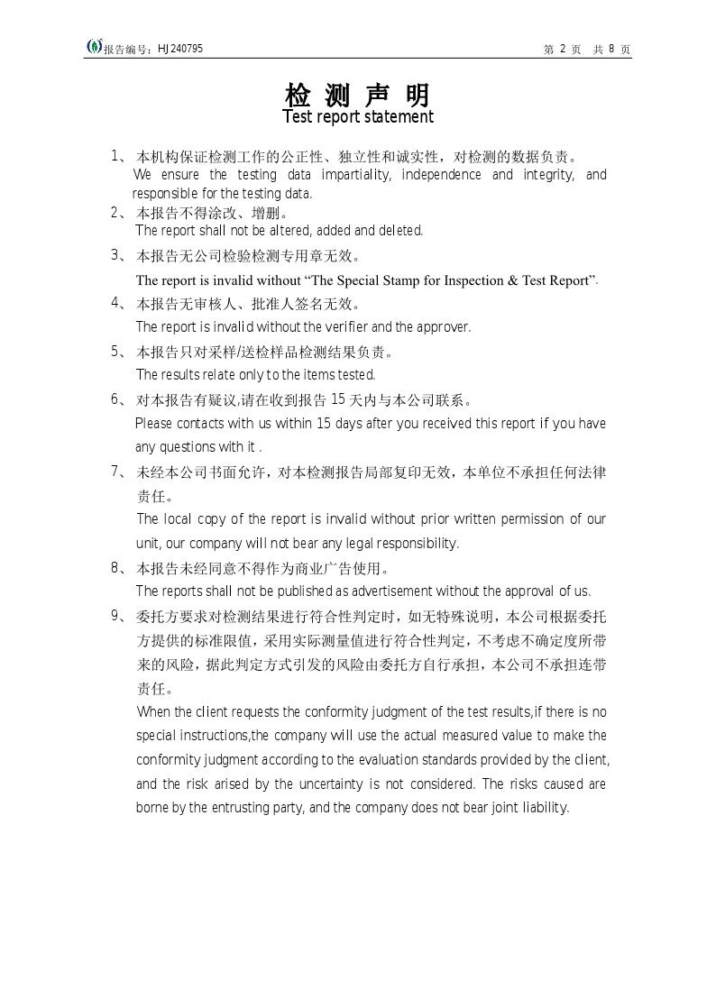 报告编号：HJ240795
第 2 页 共 8 页
检 测 声 明
Test report statement
1、 本机构保证检测工作的公正性、独立性和诚实性，对检测的数据负责。
We ensure the testing data impartiality, independence and integrity, and
responsible for the testing data.
2、 本报告不得涂改、增删。
The report shall not be altered, added and deleted.
3、 本报告无公司检验检测专用章无效。
The report is invalid without “The Special Stamp for Inspection & Test Report”.
4、 本报告无审核人、批准人签名无效。
The report is invalid without the verifier and the approver.
5、 本报告只对采样/送检样品检测结果负责。
The results relate only to the items tested.
6、 对本报告有疑议,请在收到报告 15 天内与本公司联系。
Please contacts with us within 15 days after you received this report if you have
any questions with it .
7、 未经本公司书面允许，对本检测报告局部复印无效，本单位不承担任何法律
责任。
The local copy of the report is invalid without prior written permission of our
unit, our company will not bear any legal responsibility.
8、 本报告未经同意不得作为商业广告使用。
The reports shall not be published as advertisement without the approval of us.
9、 委托方要求对检测结果进行符合性判定时，如无特殊说明，本公司根据委托
方提供的标准限值，采用实际测量值进行符合性判定，不考虑不确定度所带
来的风险，据此判定方式引发的风险由委托方自行承担，本公司不承担连带
责任。
When the client requests the conformity judgment of the test results,if there is no
special instructions,the company will use the actual measured value to make the
conformity judgment according to the evaluation standards provided by the client,
and the risk arised by the uncertainty is not considered. The risks caused are
borne by the entrusting party, and the company does not bear joint liability.